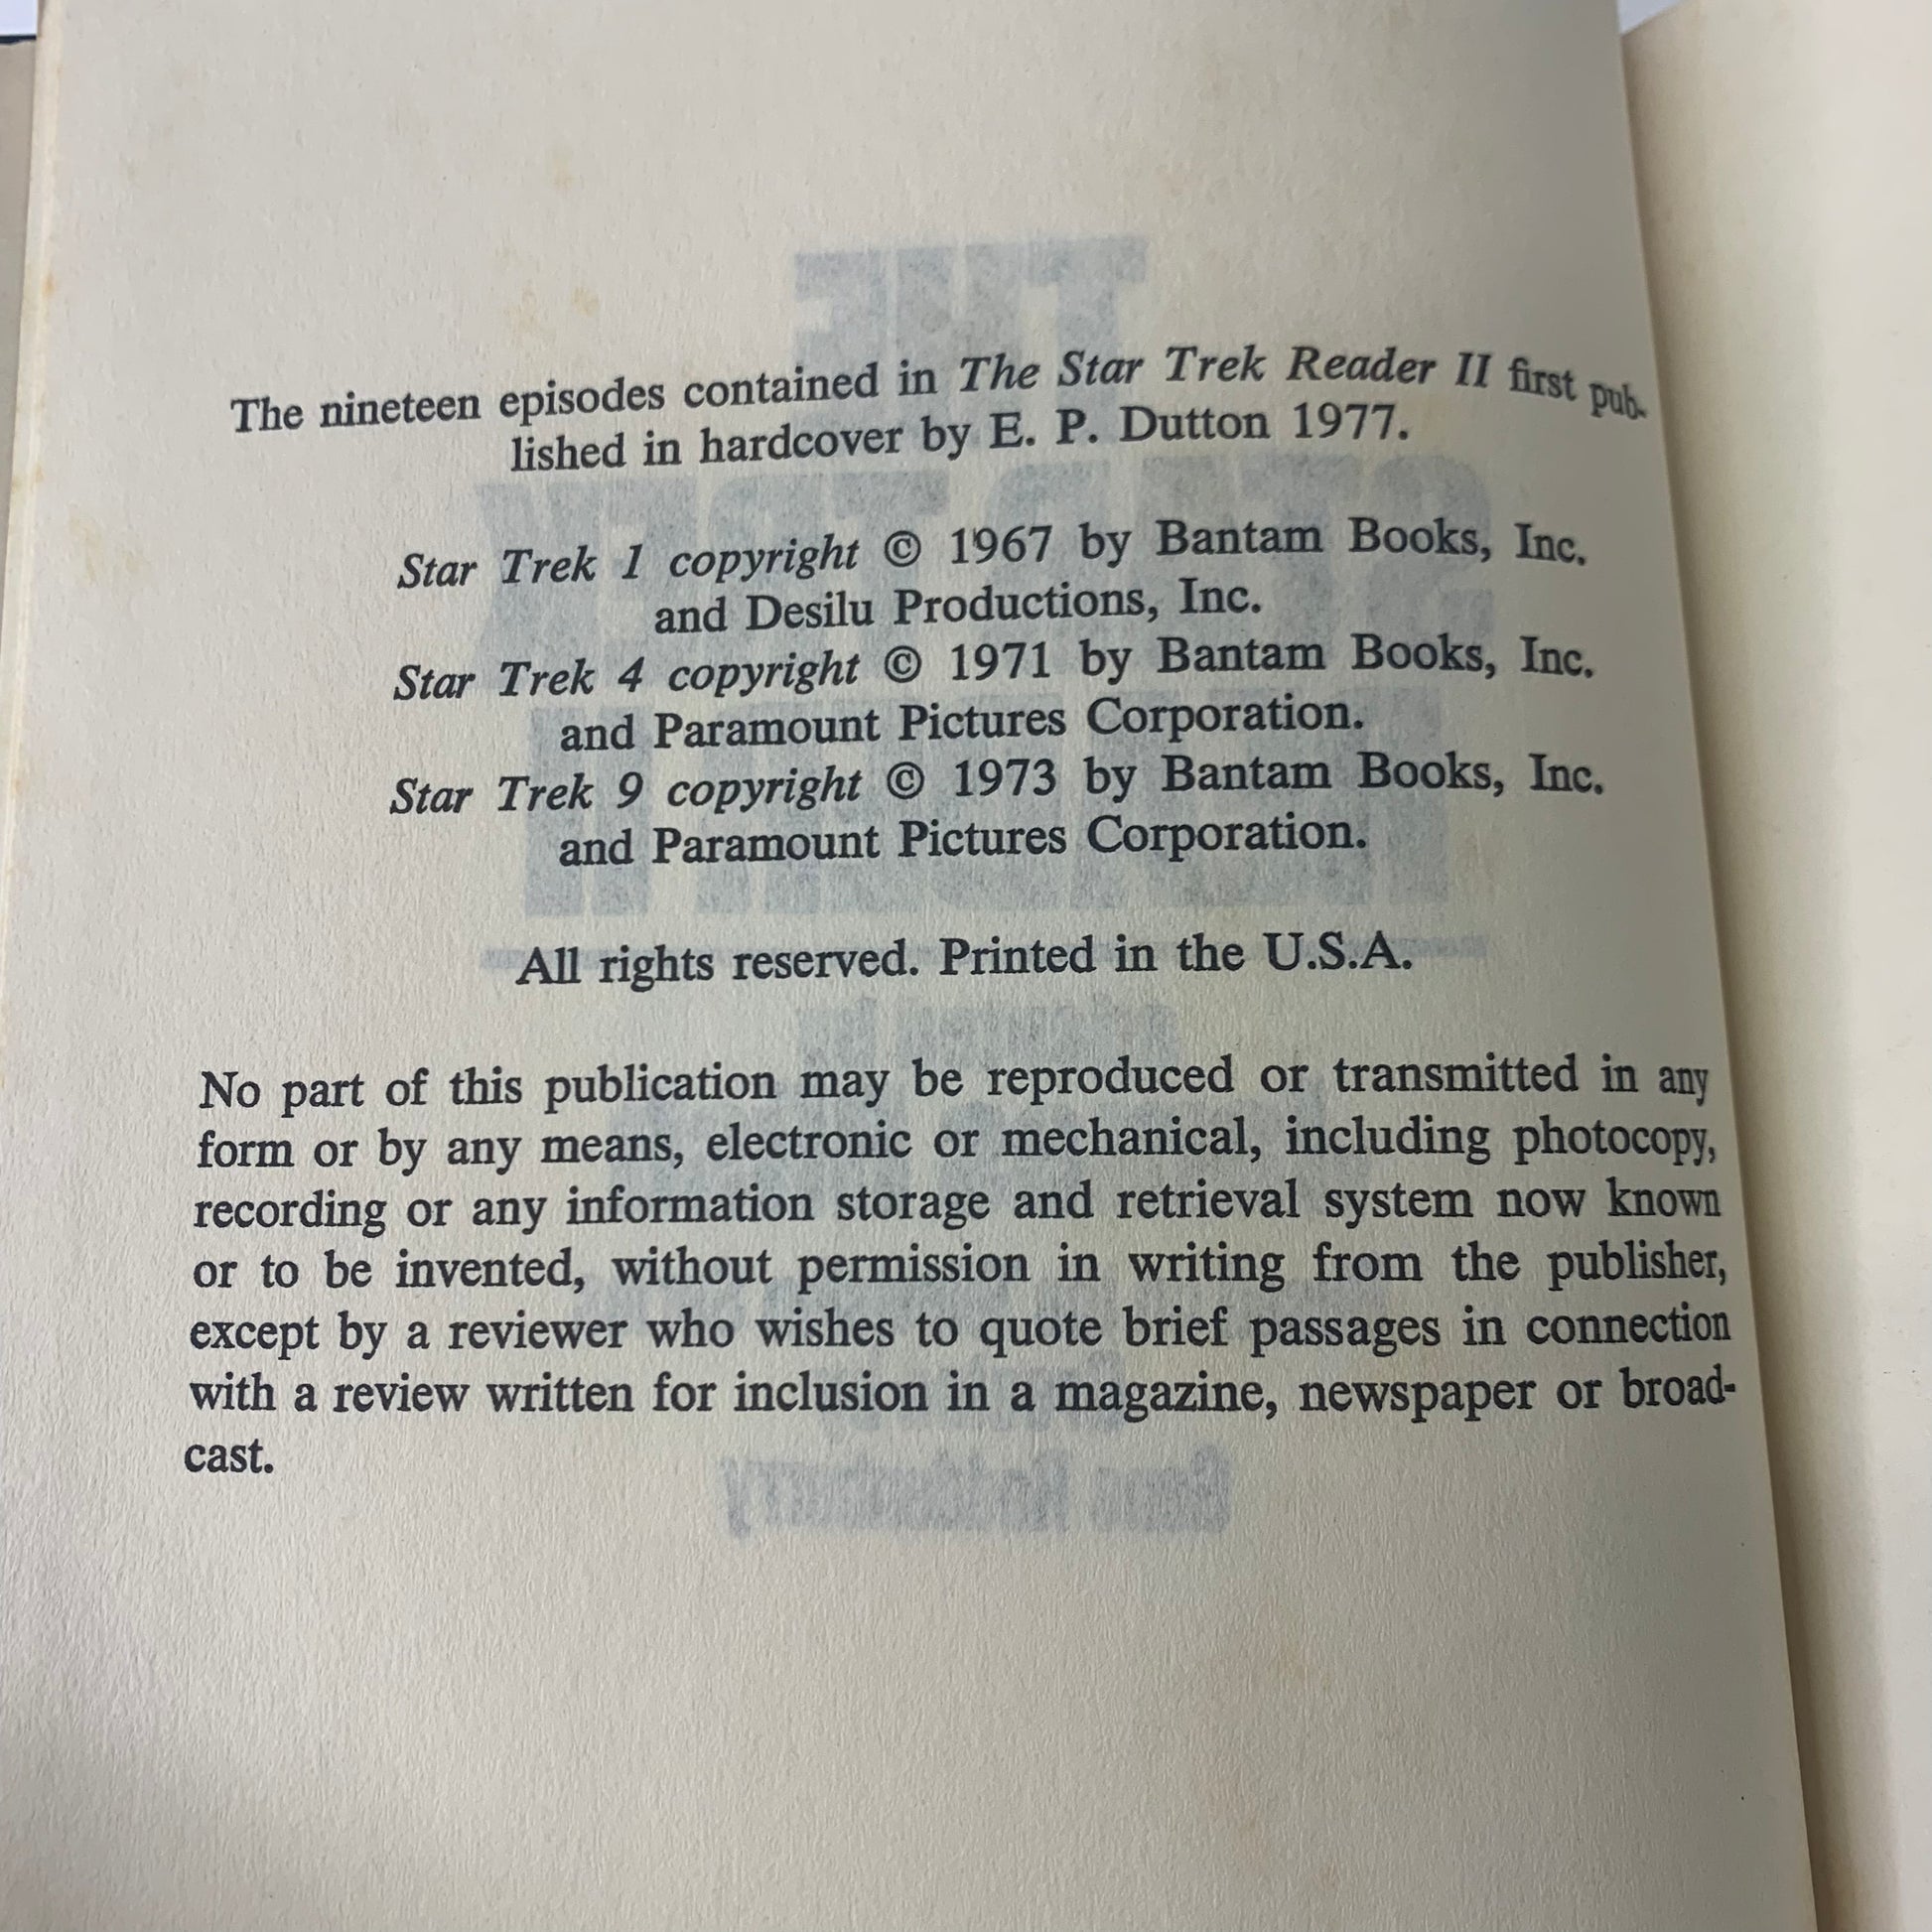 The nineteen episodes contained in The Star Trek Reader II first pub-
lished in hardcover by E. P. Dutton 1977.
Star Trek 1 copyright © 1967 by Bantam Books, Inc.
and Desilu Productions, Inc.
Star Trek 4 copyright © 1971 by Bantam Books, Inc.
and Paramount Pictures Corporation.
Star Trek 9 copyright © 1973 by Bantam Books, Inc.
and Paramount Pictures Corporation.
All rights reserved. Printed in the U.S.A.
No part of this publication may be reproduced or transmitted in any
form or by any means, electronic or mechanical, including photocopy,
recording or any information storage and retrieval system now known
or to be invented, without permission in writing from the publisher,
except by a reviewer who wishes to quote brief passages in connection
with a review written for inclusion in a magazine, newspaper or broad-
cast.